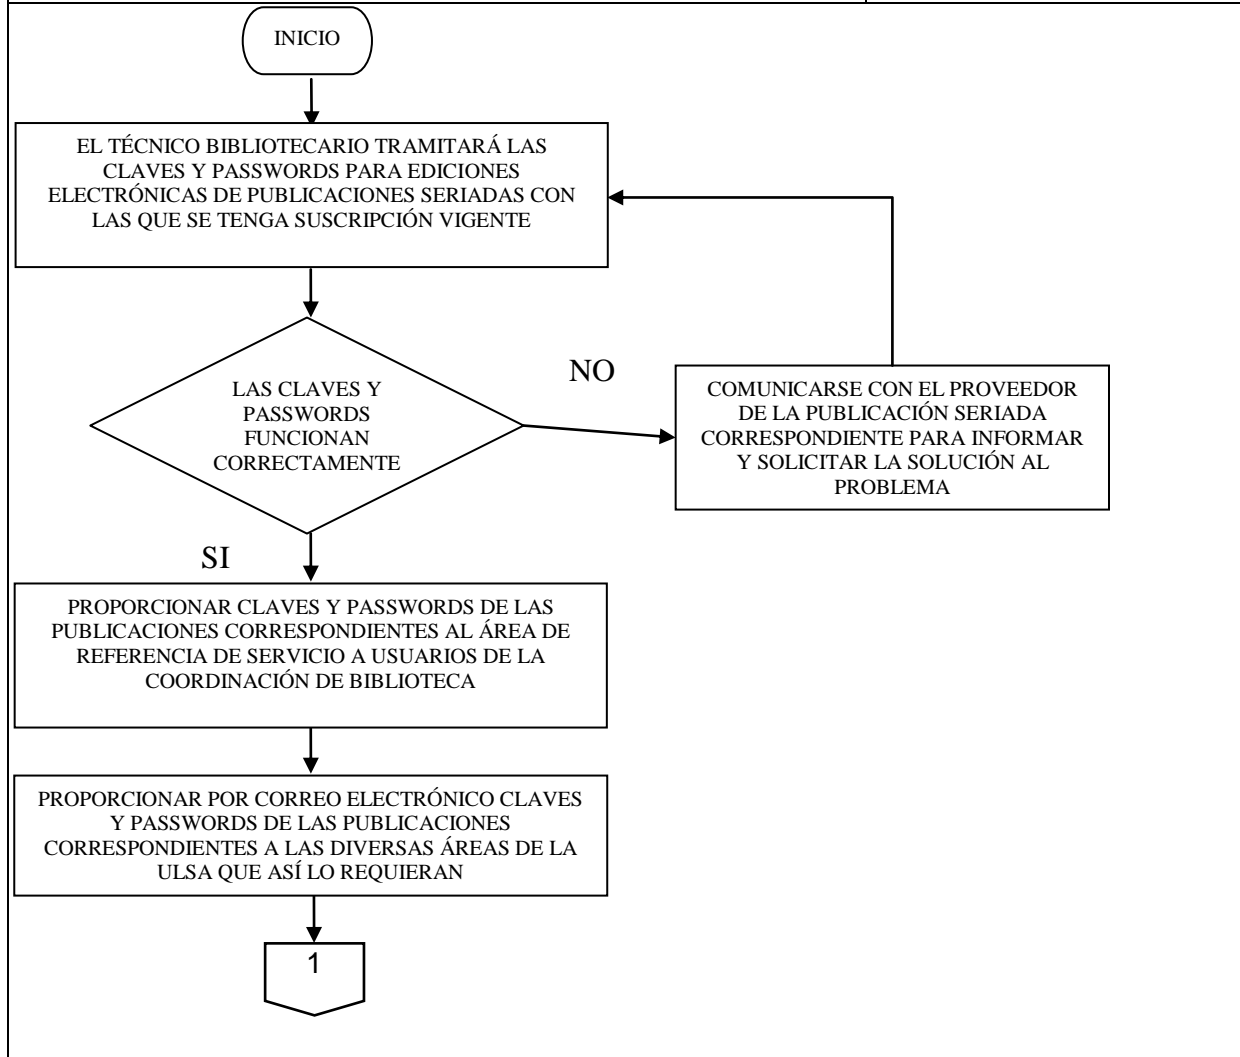 INICIO
EL TÉCNICO BIBLIOTECARIO TRAMITARÁ LAS
CLAVES Y PASSWORDS PARA EDICIONES
ELECTRÓNICAS DE PUBLICACIONES SERIADAS CON
LAS QUE SE TENGA SUSCRIPCIÓN VIGENTE
LAS CLAVES Y
PASSWORDS
FUNCIONAN
CORRECTAMENTE
NO
COMUNICARSE CON EL PROVEEDOR
DE LA PUBLICACIÓN SERIADA
CORRESPONDIENTE PARA INFORMAR
Y SOLICITAR LA SOLUCIÓN AL
PROBLEMA
SI
PROPORCIONAR CLAVES Y PASSWORDS DE LAS
PUBLICACIONES CORRESPONDIENTES AL ÁREA DE
REFERENCIA DE SERVICIO A USUARIOS DE LA
COORDINACIÓN DE BIBLIOTECA
PROPORCIONAR POR CORREO ELECTRÓNICO CLAVES
Y PASSWORDS DE LAS PUBLICACIONES
CORRESPONDIENTES A LAS DIVERSAS ÁREAS DE LA
ULSA QUE ASÍ LO REQUIERAN
1